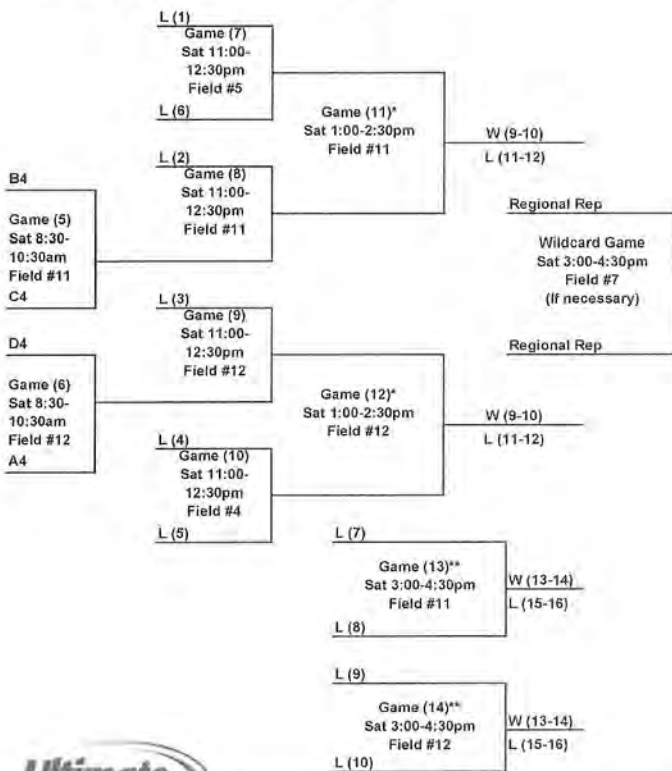 L (1)
Game (7)
Sat 11:00-
12:30pm
Field #5
L (6)
Game (11)*
Sat 1:00-2:30pm
Field #11
W (9-10)
L (11-12)
L (2)
Game (8)
Sat 11:00-
12:30pm
Field #11
B4
Game (5)
Sat 8:30-
10:30am
Field #11
C4
Regional Rep
Wildcard Game
Sat 3:00-4:30pm
Field #7
(If necessary)
Regional Rep
L (3)
Game (9)
Sat 11:00-
12:30pm
Field #12
D4
Game (6)
Sat 8:30-
10:30am
Field #12
A4
Game (12)*
Sat 1:00-2:30pm
Field #12
W (9-10)
L (11-12)
L (4)
Game (10)
Sat 11:00-
12:30pm
Field #4
L (5)
L (7)
Game (13)**
Sat 3:00-4:30pm
Field #11
W (13-14)
L (15-16)
L (8)
L (9)
Game (14)**
Sat 3:00-4:30pm
Field #12
W (13-14)
L (15-16)
L (10)
Ultimate